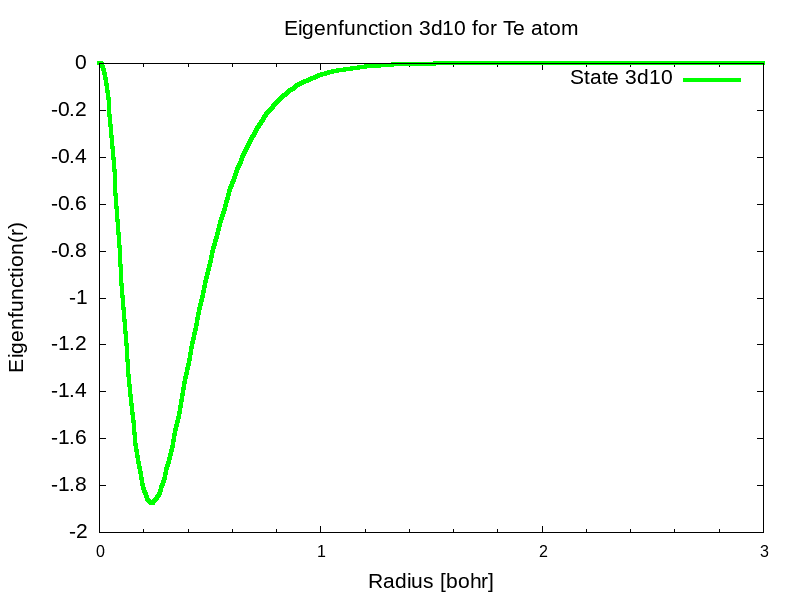 Eigenfunction 3d10 for Te atom
State 3d10
0
-0.2
-0.4
-0.6
-0.8
-1
-1.2
-1.4
-1.6
-1.8
-2
Eigenfunction(r)
0 1 2 3
Radius [bohr]